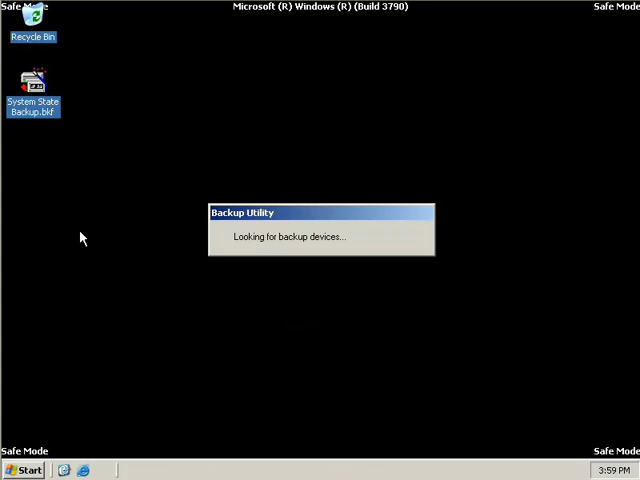 Safe Mode
Microsoft (R) Windows (R) (Build 3790)
Safe Mode
Recycle Bin
System State
Backup.bkf
Backup Utility
Looking for backup devices...
Safe Mode
Safe Mode
Start
3:59 PM